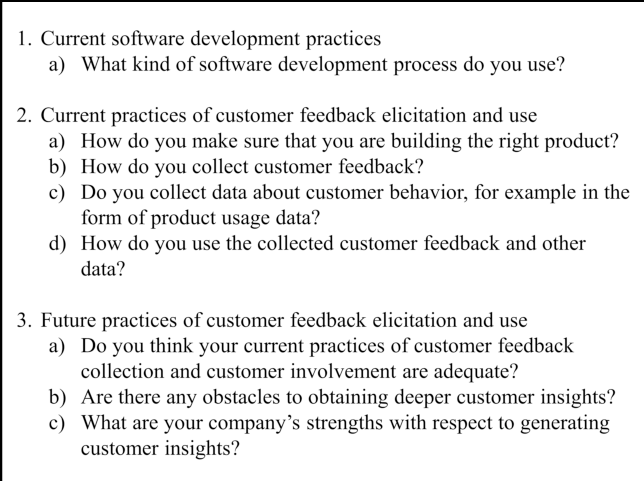 1. Current software development practices
a) What kind of software development process do you use?
2. Current practices of customer feedback elicitation and use
a) How do you make sure that you are building the right product?
b) How do you collect customer feedback?
c) Do you collect data about customer behavior, for example in the
form of product usage data?
d) How do you use the collected customer feedback and other
data?
3. Future practices of customer feedback elicitation and use
a) Do you think your current practices of customer feedback
collection and customer involvement are adequate?
b) Are there any obstacles to obtaining deeper customer insights?
c) What are your company’s strengths with respect to generating
customer insights?